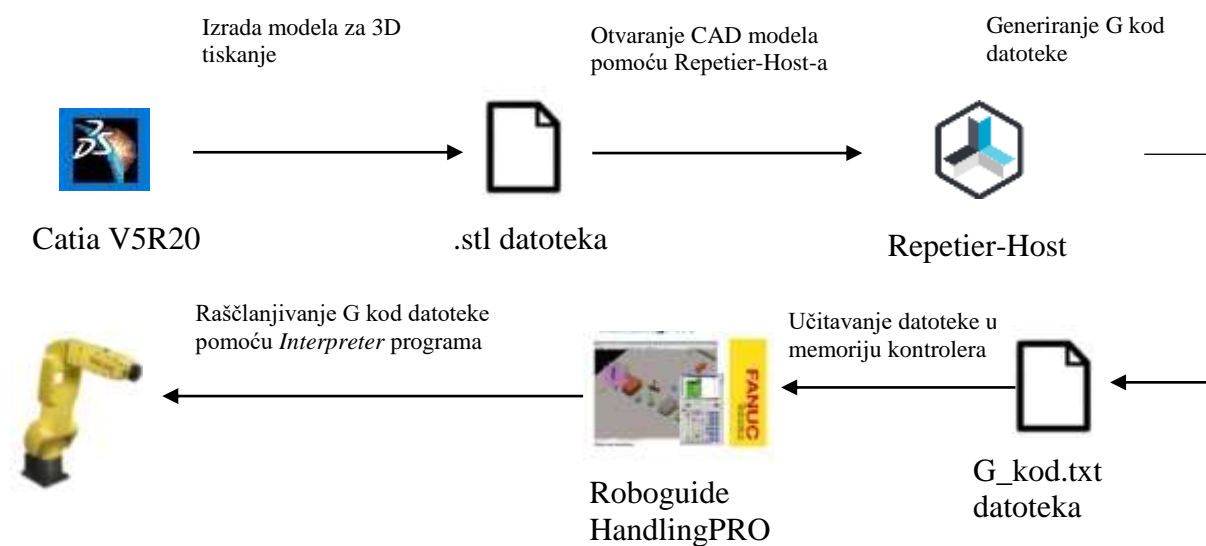 Izrada modela za 3D
tiskanje
Otvaranje CAD modela
pomoću Repetier-Host-a
Generiranje G kod
datoteke
Catia V5R20
.stl datoteka
Repetier-Host
Raščlanjivanje G kod datoteke
pomoću Interpreter programa
Učitavanje datoteke u
memoriju kontrolera
FANUC
Roboguide
HandlingPRO
G_kod.txt
datoteka